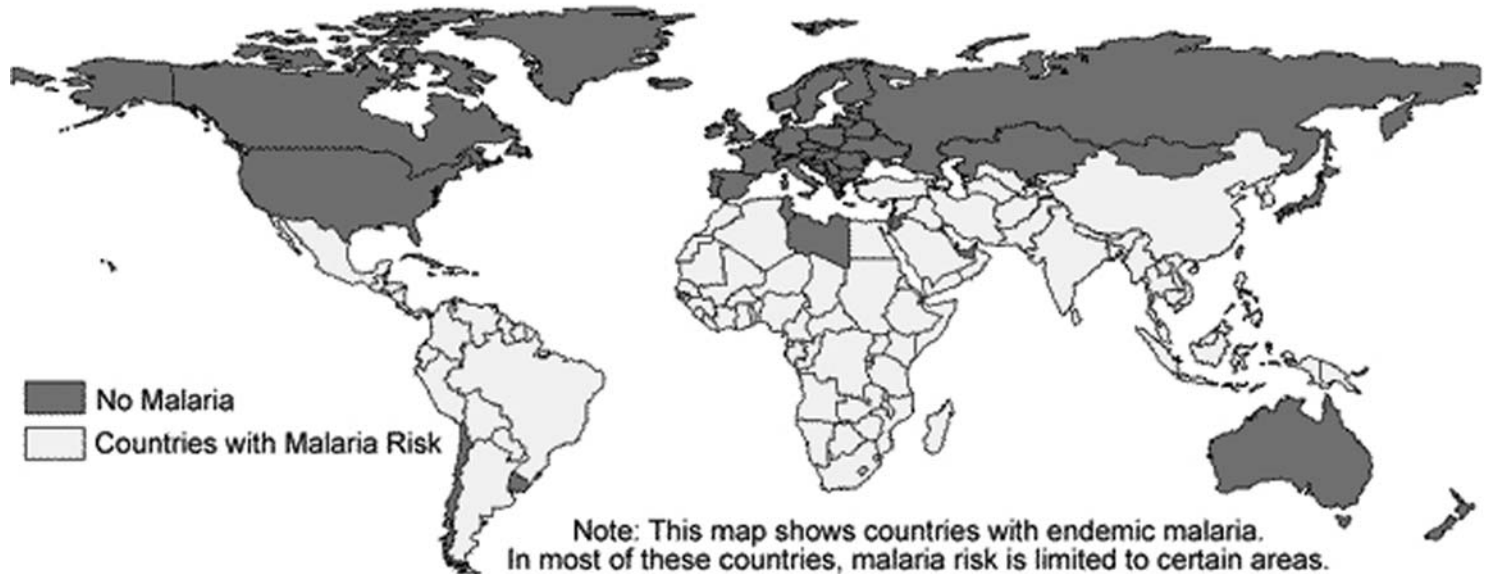 No Malaria
Countries with Malaria Risk
Note: This map shows countries with endemic malaria.
In most of these countries, malaria risk is limited to certain areas.